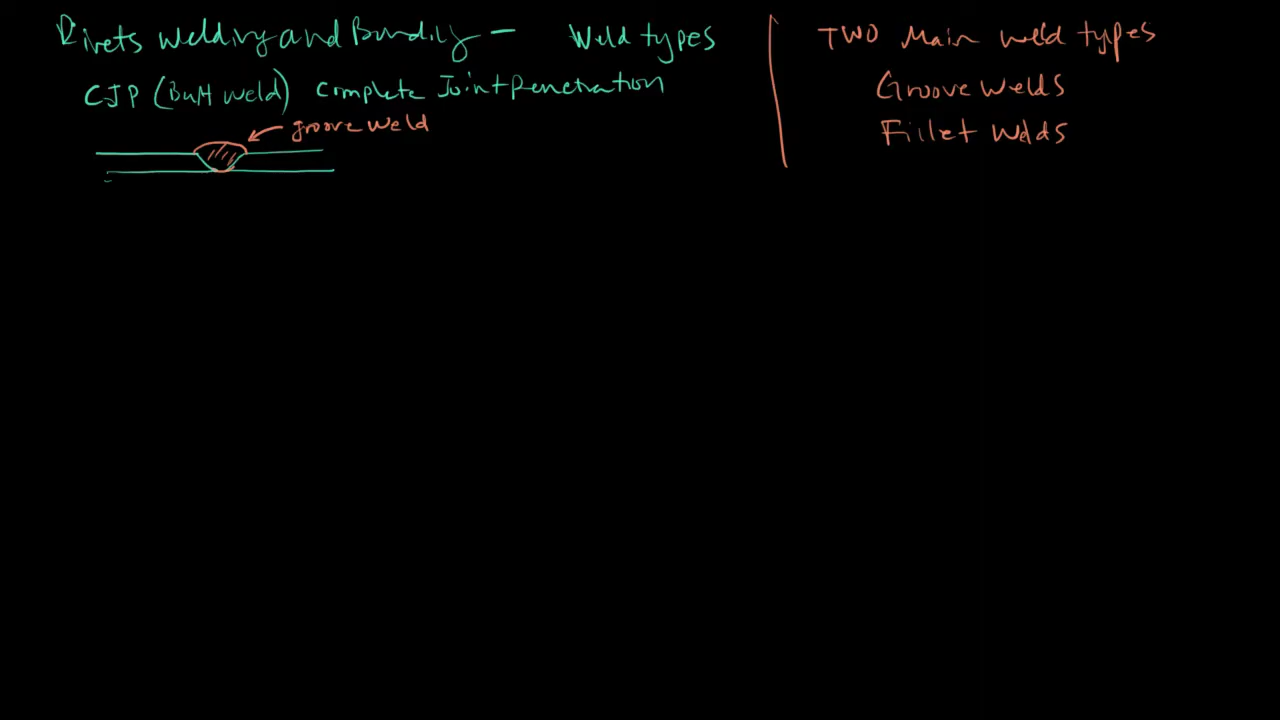 Rivets Welding and Bonding - Weld types
CJP (Butt weld) Complete Joint Penetration
groove weld
TWO Main weld types
Groove Welds
Fillet Welds